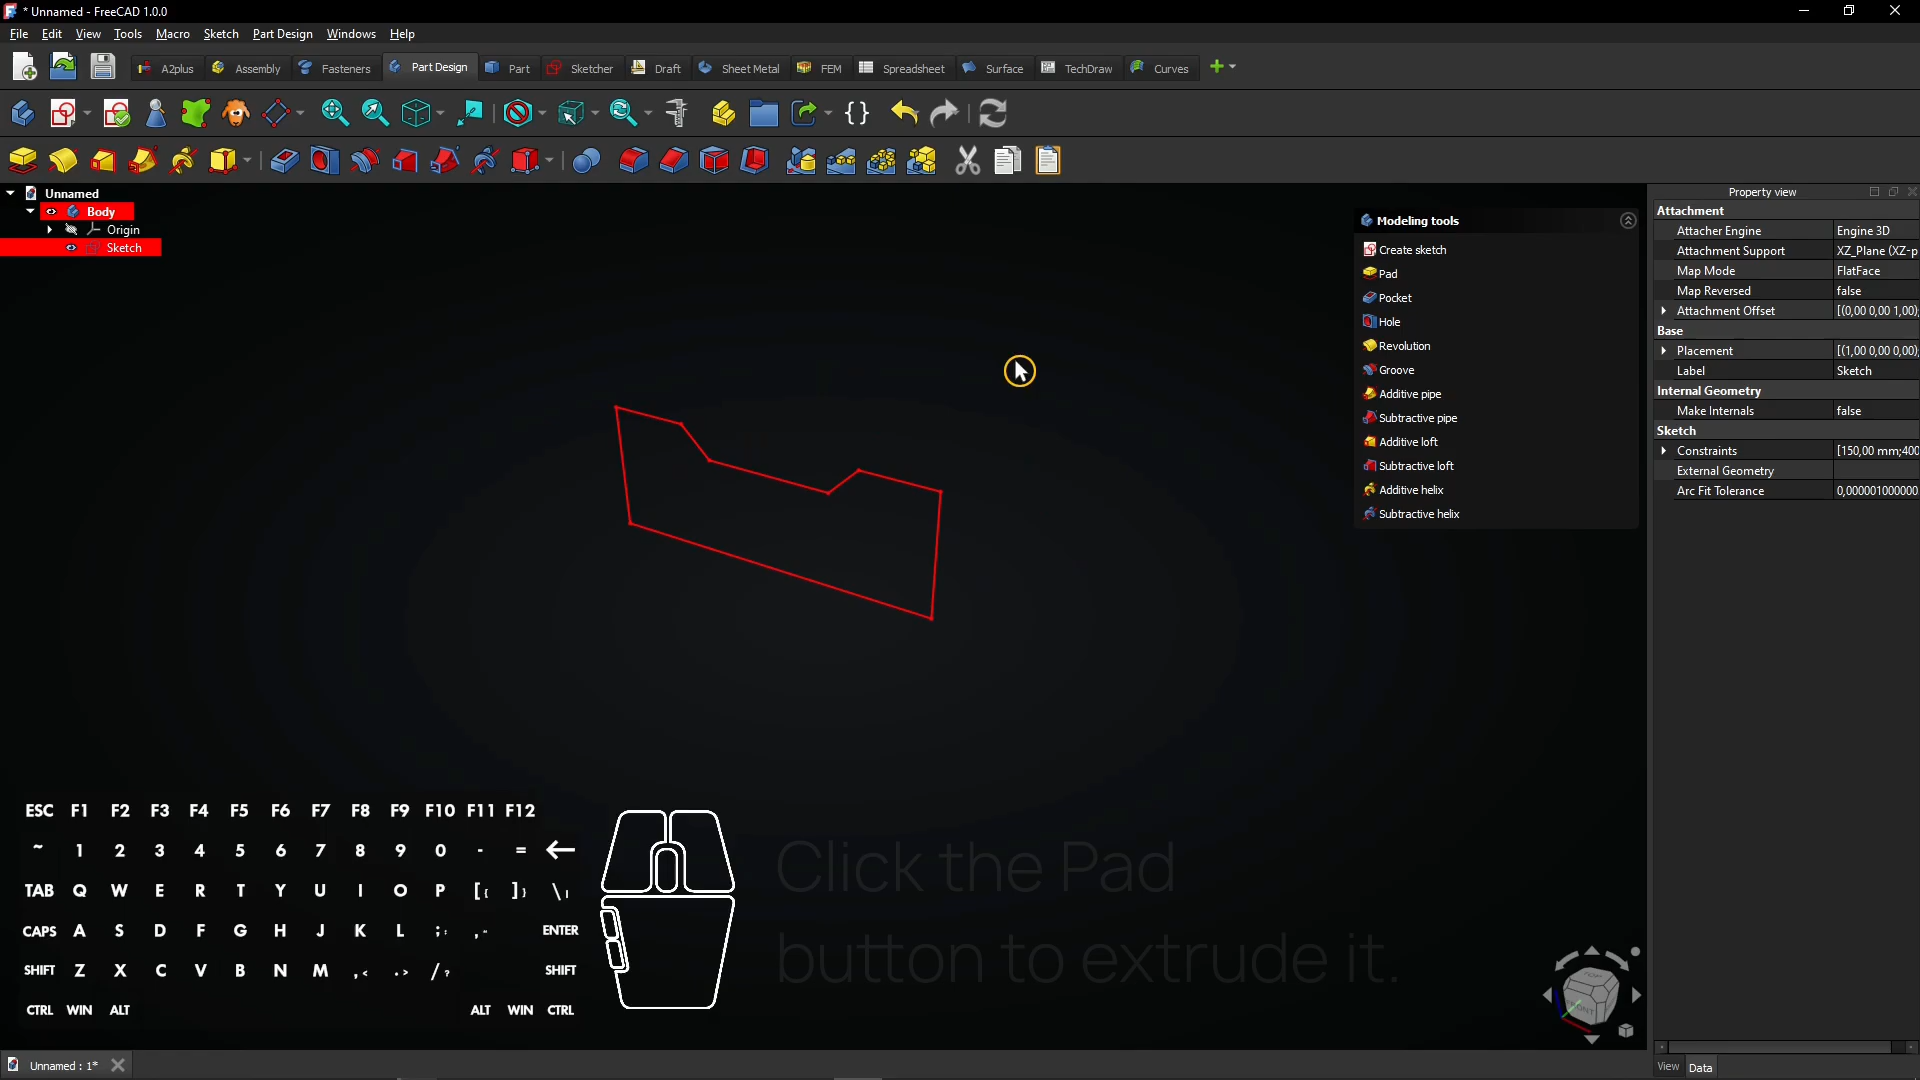 * Unnamed - FreeCAD 1.0.0
File Edit View Tools Macro Sketch Part Design Windows Help
A2plus Assembly Fasteners Part Design Part Sketcher Draft Sheet Metal FEM Spreadsheet Surface TechDraw Curves
Unnamed
Body
Origin
Sketch
Modeling tools
Create sketch
Pad
Pocket
Hole
Revolution
Groove
Additive pipe
Subtractive pipe
Additive loft
Subtractive loft
Additive helix
Subtractive helix
Property view
Attachment
Attacher Engine Engine 3D
Attachment Support XZ_Plane (XZ-p
Map Mode FlatFace
Map Reversed false
Attachment Offset [(0,00 0,00 1,00);
Base
Placement [(1,00 0,00 0,00);
Label Sketch
Internal Geometry
Make Internals false
Sketch
Constraints [150,00 mm;400
External Geometry
Arc Fit Tolerance 0,000001000000
ESC F1 F2 F3 F4 F5 F6 F7 F8 F9 F10 F11 F12
~ 1 2 3 4 5 6 7 8 9 0 - = ←
TAB Q W E R T Y U I O P [{ ]} \|
CAPS A S D F G H J K L ;: ,“ ENTER
SHIFT Z X C V B N M ,< .> /? SHIFT
CTRL WIN ALT ALT WIN CTRL
Click the Pad
button to extrude it.
TOP
FRONT
Unnamed : 1*
View Data